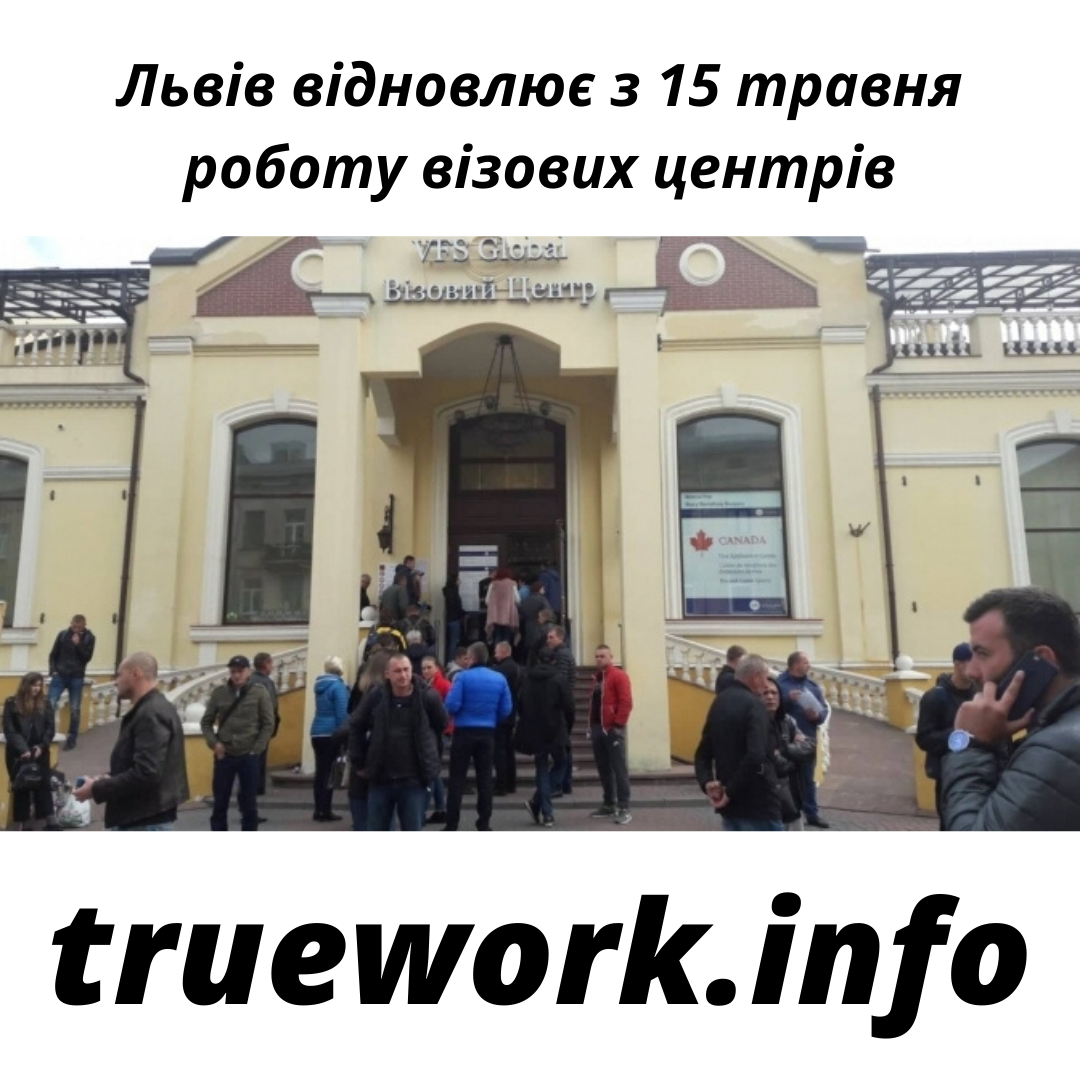 Львів відновлює з 15 травня
роботу візових центрів
VFS Global
Візовий Центр
CANADA
truework.info